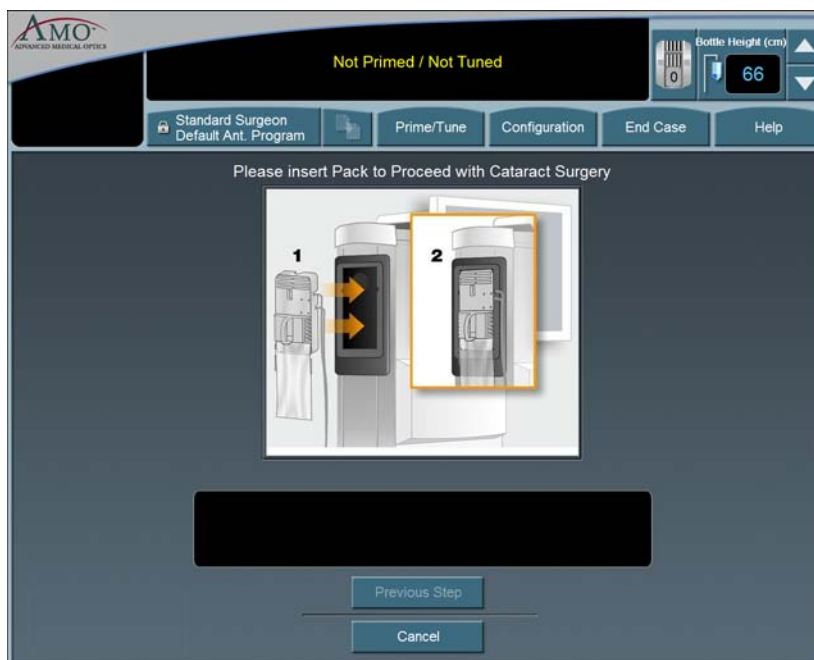 AMO
ADVANCED MEDICAL OPTICS
Not Primed / Not Tuned
0
Bottle Height (cm)
66
Standard Surgeon
Default Ant. Program
Prime/Tune
Configuration
End Case
Help
Please insert Pack to Proceed with Cataract Surgery
1
2
Previous Step
Cancel